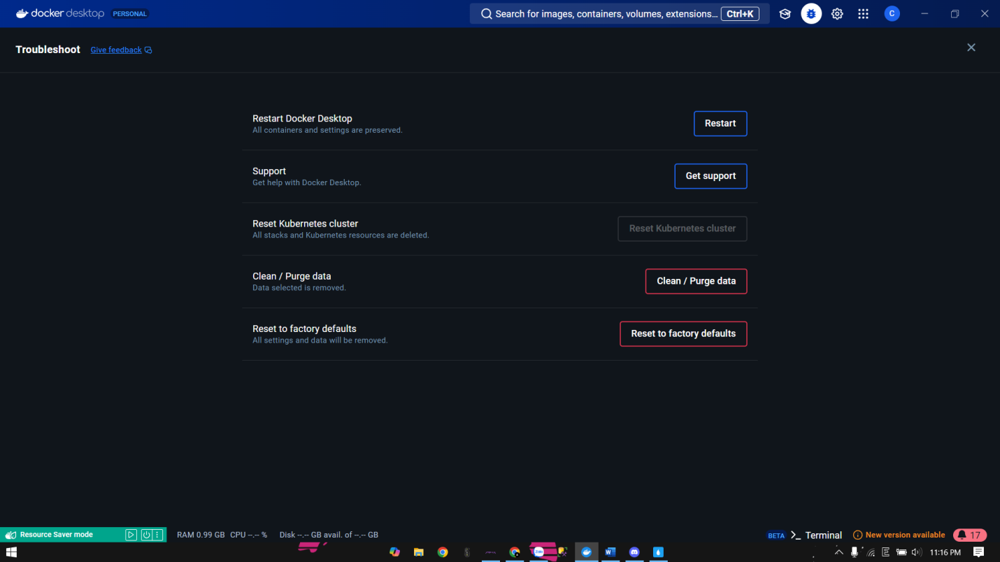 docker desktop PERSONAL
Search for images, containers, volumes, extensions... Ctrl+K
C
Troubleshoot Give feedback
Restart Docker Desktop
All containers and settings are preserved.
Restart
Support
Get help with Docker Desktop.
Get support
Reset Kubernetes cluster
All stacks and Kubernetes resources are deleted.
Reset Kubernetes cluster
Clean / Purge data
Data selected is removed.
Clean / Purge data
Reset to factory defaults
All settings and data will be removed.
Reset to factory defaults
Resource Saver mode RAM 0.99 GB CPU --.-- % Disk --.-- GB avail. of --.-- GB BETA Terminal New version available 17
Zalo W E 11:16 PM